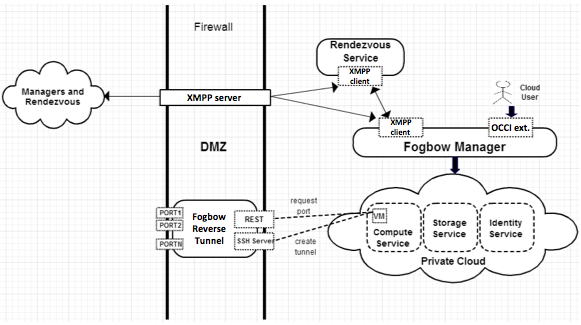 Firewall
Rendezvous
Service
XMPP
client
Managers and
Rendezvous
XMPP server
Cloud
User
XMPP
client
OCCI ext.
DMZ
Fogbow Manager
PORT1
PORT2
PORTN
Fogbow
Reverse
Tunnel
REST
SSH Server
request
port
create
tunnel
VM
Compute
Service
Storage
Service
Identity
Service
Private Cloud